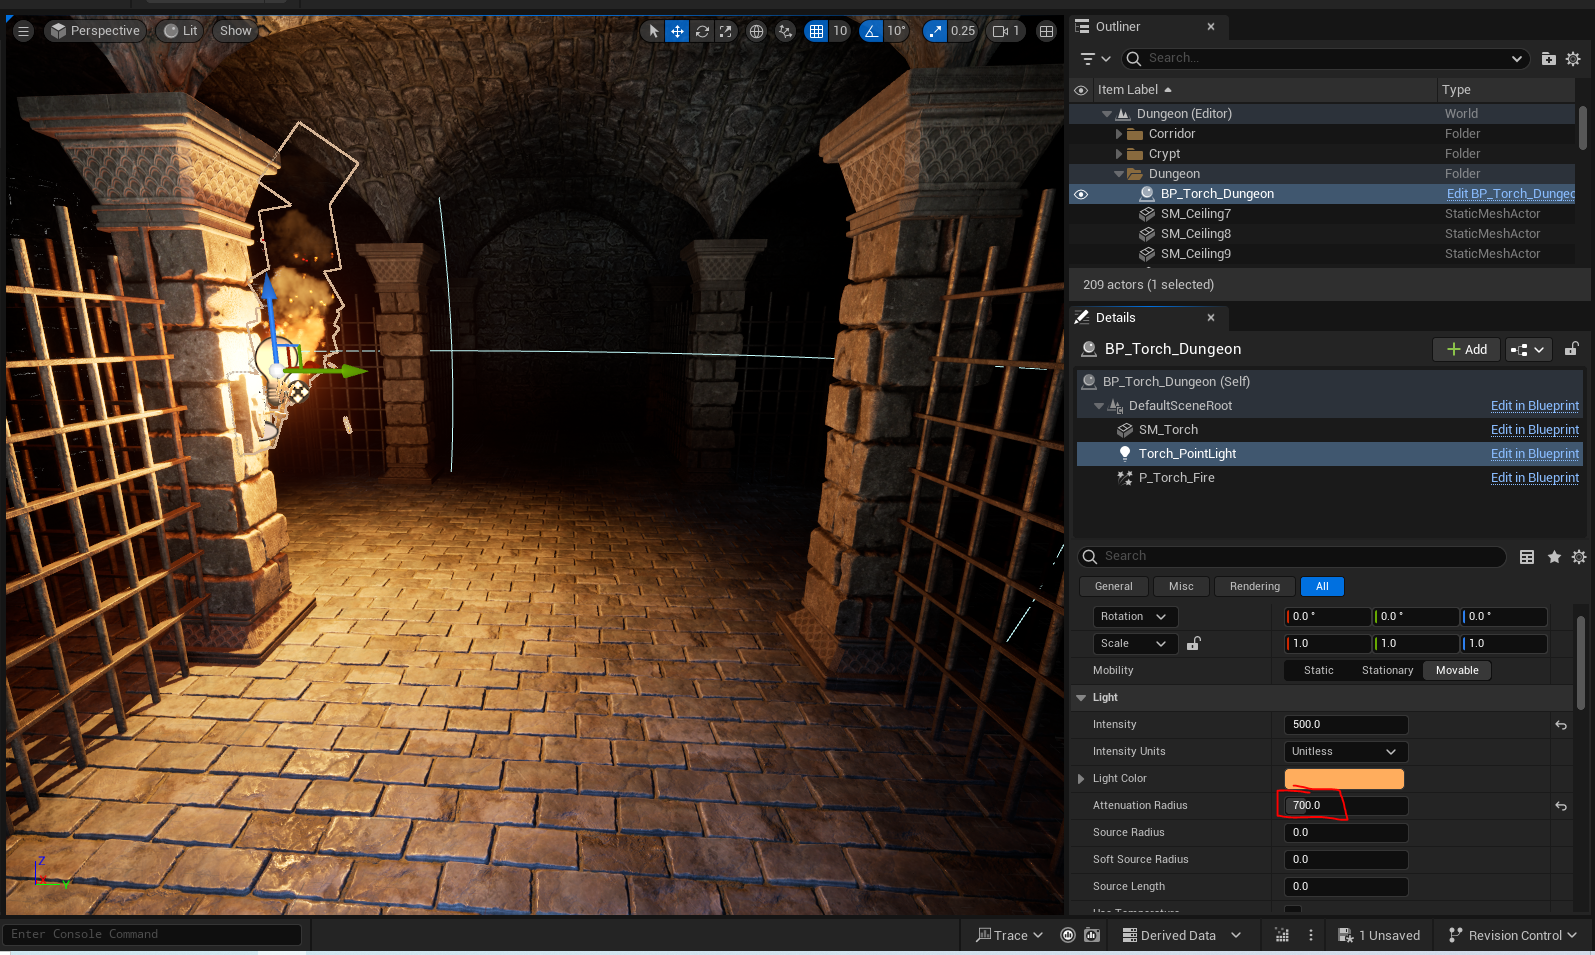 Perspective Lit Show 10 10° 0.25 1
Outliner
Search...
Item Label Type
Dungeon (Editor) World
Corridor Folder
Crypt Folder
Dungeon Folder
BP_Torch_Dungeon Edit BP_Torch_Dungeo
SM_Ceiling7 StaticMeshActor
SM_Ceiling8 StaticMeshActor
SM_Ceiling9 StaticMeshActor
209 actors (1 selected)
Details
BP_Torch_Dungeon Add
BP_Torch_Dungeon (Self)
DefaultSceneRoot Edit in Blueprint
SM_Torch Edit in Blueprint
Torch_PointLight Edit in Blueprint
P_Torch_Fire Edit in Blueprint
Search
General Misc Rendering All
Rotation 0.0 ° 0.0 ° 0.0 °
Scale 1.0 1.0 1.0
Mobility Static Stationary Movable
Light
Intensity 500.0
Intensity Units Unitless
Light Color
Attenuation Radius 700.0
Source Radius 0.0
Soft Source Radius 0.0
Source Length 0.0
Z
Y
Enter Console Command Trace Derived Data 1 Unsaved Revision Control